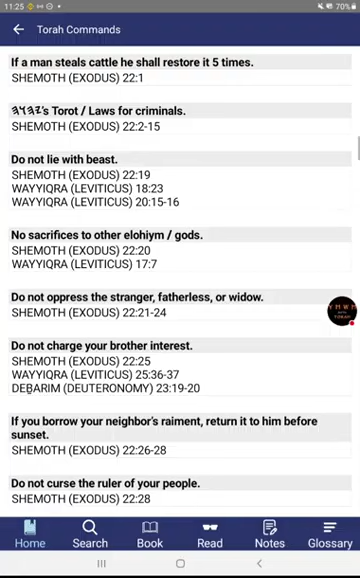 11:25
70%
Torah Commands
If a man steals cattle he shall restore it 5 times.
SHEMOTH (EXODUS) 22:1
𐤉𐤄𐤅𐤄's Torot / Laws for criminals.
SHEMOTH (EXODUS) 22:2-15
Do not lie with beast.
SHEMOTH (EXODUS) 22:19
WAYYIQRA (LEVITICUS) 18:23
WAYYIQRA (LEVITICUS) 20:15-16
No sacrifices to other elohiym / gods.
SHEMOTH (EXODUS) 22:20
WAYYIQRA (LEVITICUS) 17:7
Do not oppress the stranger, fatherless, or widow.
SHEMOTH (EXODUS) 22:21-24
Do not charge your brother interest.
SHEMOTH (EXODUS) 22:25
WAYYIQRA (LEVITICUS) 25:36-37
DEḆARIM (DEUTERONOMY) 23:19-20
If you borrow your neighbor's raiment, return it to him before
sunset.
SHEMOTH (EXODUS) 22:26-28
Do not curse the ruler of your people.
SHEMOTH (EXODUS) 22:28
Home Search Book Read Notes Glossary